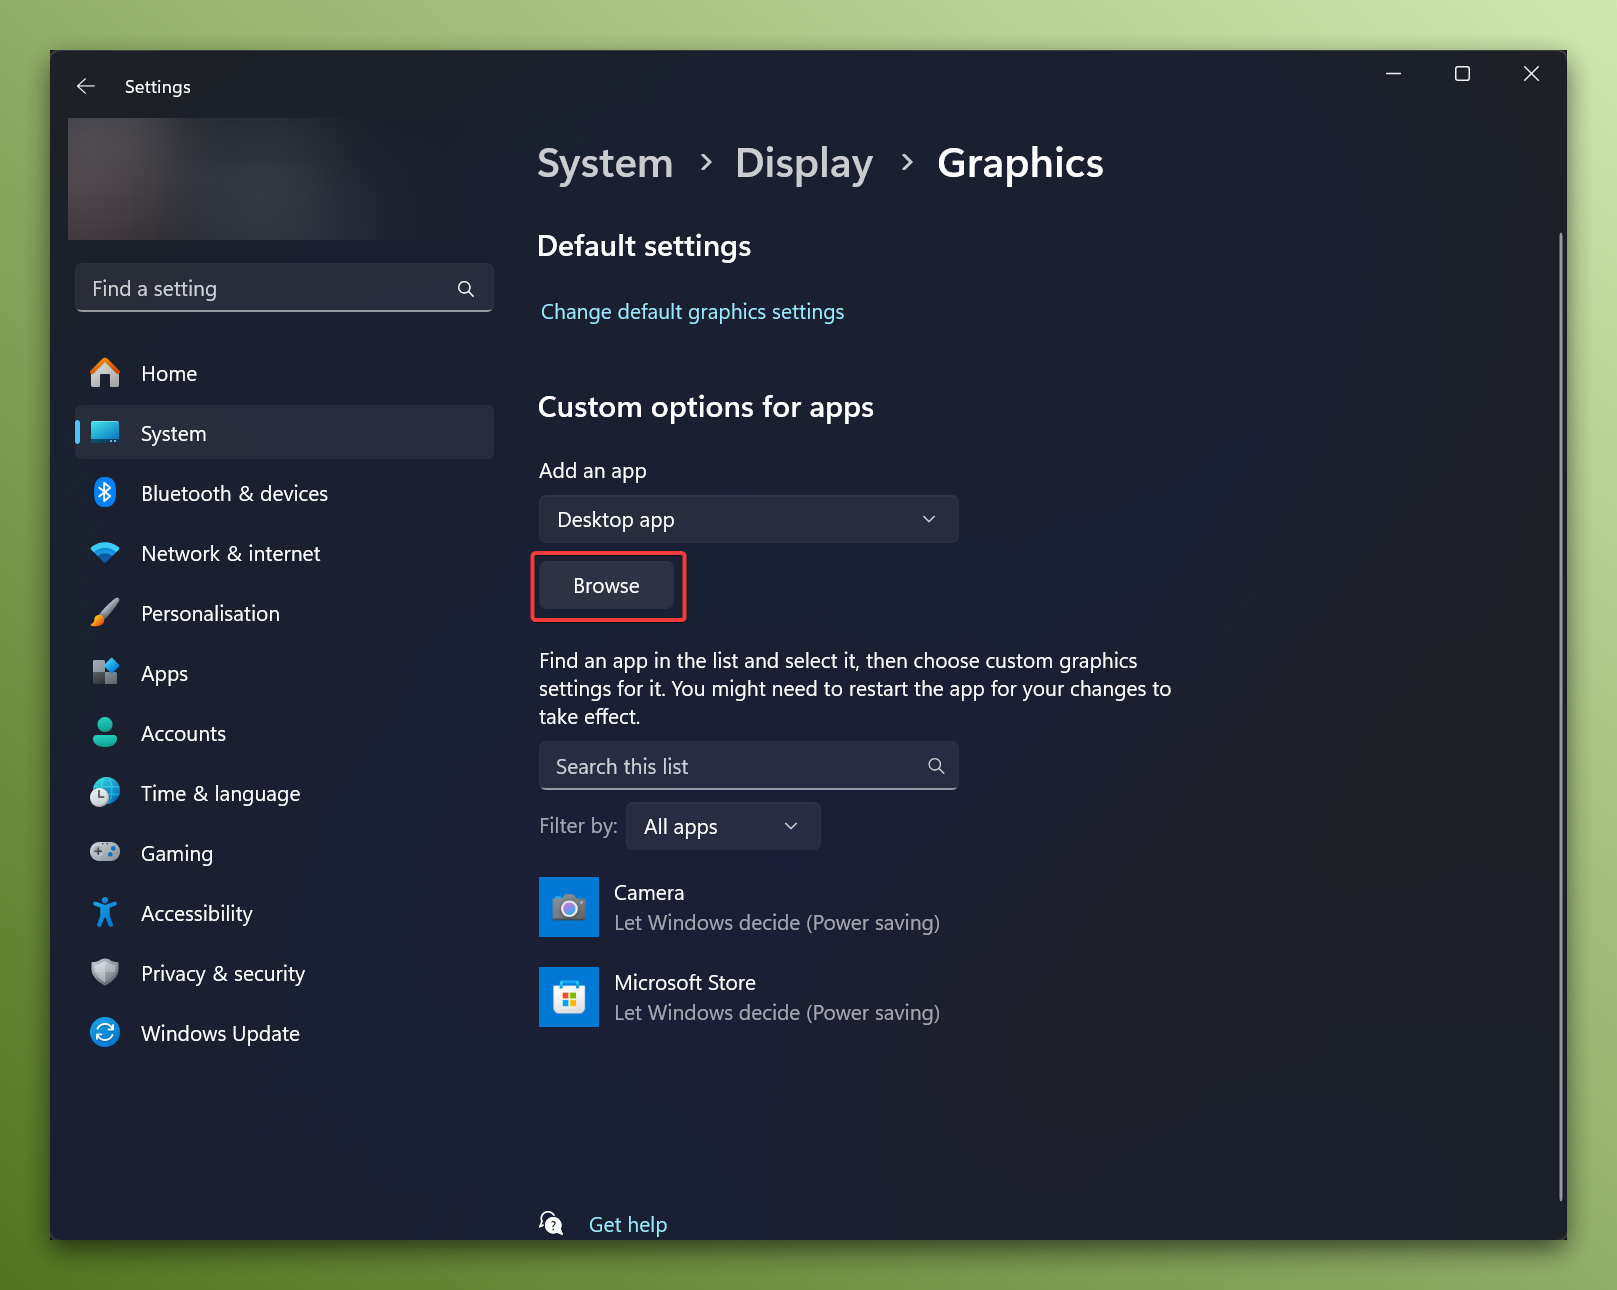 Settings
Find a setting
Home
System
Bluetooth & devices
Network & internet
Personalisation
Apps
Accounts
Time & language
Gaming
Accessibility
Privacy & security
Windows Update
System > Display > Graphics
Default settings
Change default graphics settings
Custom options for apps
Add an app
Desktop app
Browse
Find an app in the list and select it, then choose custom graphics
settings for it. You might need to restart the app for your changes to
take effect.
Search this list
Filter by: All apps
Camera
Let Windows decide (Power saving)
Microsoft Store
Let Windows decide (Power saving)
Get help